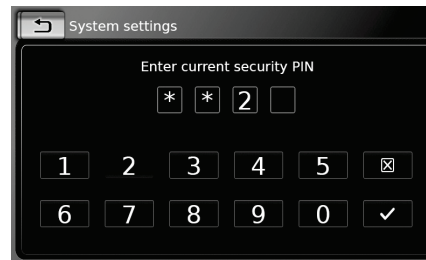 System settings
Enter current security PIN
* * 2
1 2 3 4 5
6 7 8 9 0